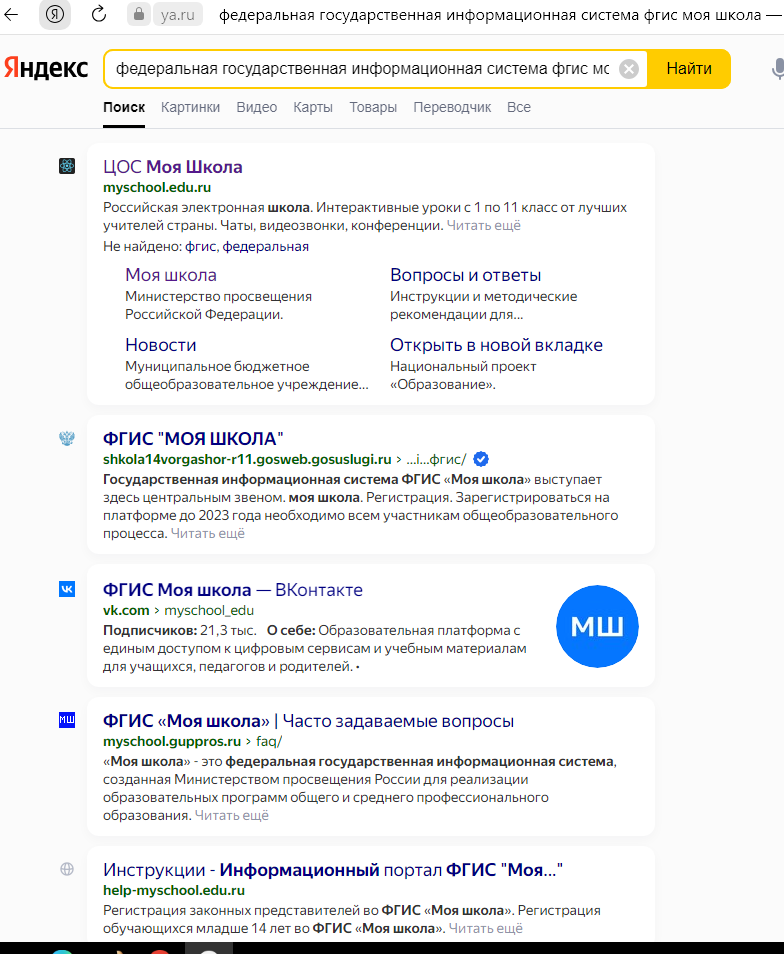 Я
ya.ru
федеральная государственная информационная система фгис моя школа —
Яндекс
федеральная государственная информационная система фгис мо
Найти
Поиск Картинки Видео Карты Товары Переводчик Все
ЦОС Моя Школа
myschool.edu.ru
Российская электронная школа. Интерактивные уроки с 1 по 11 класс от лучших
учителей страны. Чаты, видеозвонки, конференции. Читать ещё
Не найдено: фгис, федеральная
Моя школа
Министерство просвещения
Российской Федерации.
Вопросы и ответы
Инструкции и методические
рекомендации для...
Новости
Муниципальное бюджетное
общеобразовательное учреждение...
Открыть в новой вкладке
Национальный проект
«Образование».
ФГИС "МОЯ ШКОЛА"
shkola14vorgashor-r11.gosweb.gosuslugi.ru › …i…фгис/
Государственная информационная система ФГИС «Моя школа» выступает
здесь центральным звеном. моя школа. Регистрация. Зарегистрироваться на
платформе до 2023 года необходимо всем участникам общеобразовательного
процесса. Читать ещё
ФГИС Моя школа — ВКонтакте
vk.com › myschool_edu
Подписчиков: 21,3 тыс. О себе: Образовательная платформа с
единым доступом к цифровым сервисам и учебным материалам
для учащихся, педагогов и родителей. •
МШ
МШ
ФГИС «Моя школа» | Часто задаваемые вопросы
myschool.guppros.ru › faq/
«Моя школа» - это федеральная государственная информационная система,
созданная Министерством просвещения России для реализации
образовательных программ общего и среднего профессионального
образования. Читать ещё
Инструкции - Информационный портал ФГИС "Моя..."
help-myschool.edu.ru
Регистрация законных представителей во ФГИС «Моя школа». Регистрация
обучающихся младше 14 лет во ФГИС «Моя школа». Читать ещё